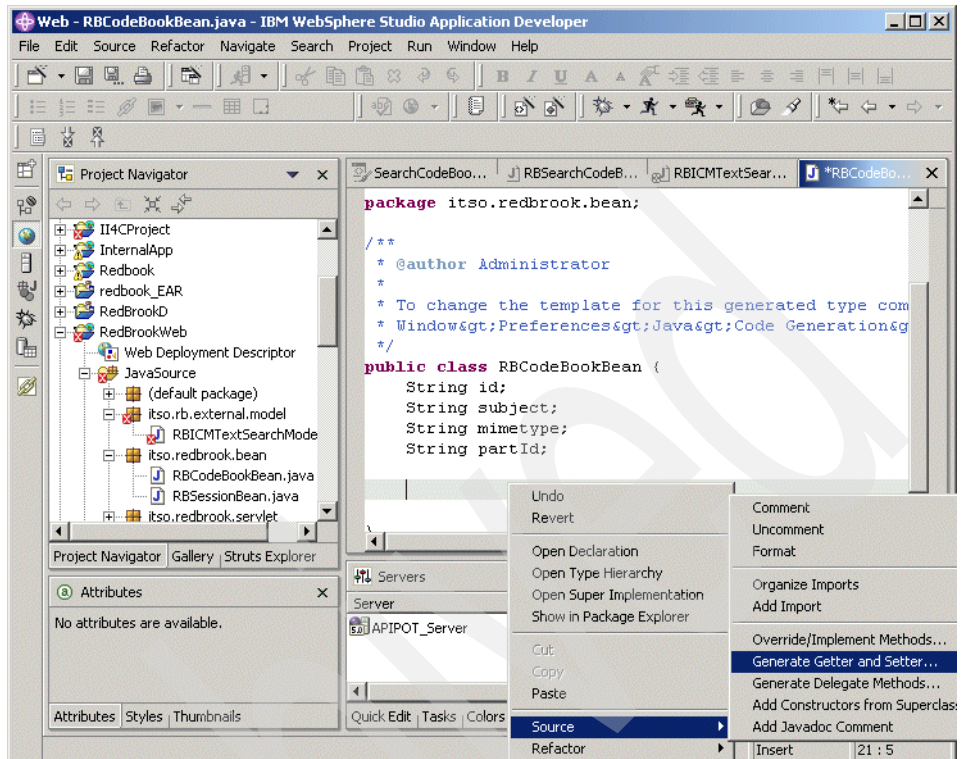 Web - RBCodeBookBean.java - IBM WebSphere Studio Application Developer
File Edit Source Refactor Navigate Search Project Run Window Help
Project Navigator
SearchCodeBoo... RBSearchCodeB... RBICMTextSear... *RBCodeBo...
II4CProject
InternalApp
Redbook
redbook_EAR
RedBrookD
RedBrookWeb
Web Deployment Descriptor
JavaSource
(default package)
itso.rb.external.model
RBICMTextSearchMode
itso.redbrook.bean
RBCodeBookBean.java
RBSessionBean.java
itso.redbrook.servlet
Project Navigator Gallery Struts Explorer
package itso.redbrook.bean;
/**
* @author Administrator
*
* To change the template for this generated type com
* Window&gt;Preferences&gt;Java&gt;Code Generation&g
*/
public class RBCodeBookBean {
String id;
String subject;
String mimetype;
String partId;
}
Attributes
No attributes are available.
Attributes Styles Thumbnails
Servers
Server
APIPOT_Server
Quick Edit Tasks Colors
Undo
Revert
Open Declaration
Open Type Hierarchy
Open Super Implementation
Show in Package Explorer
Cut
Copy
Paste
Source
Refactor
Comment
Uncomment
Format
Organize Imports
Add Import
Override/Implement Methods...
Generate Getter and Setter...
Generate Delegate Methods...
Add Constructors from Superclas
Add Javadoc Comment
Insert 21 : 5